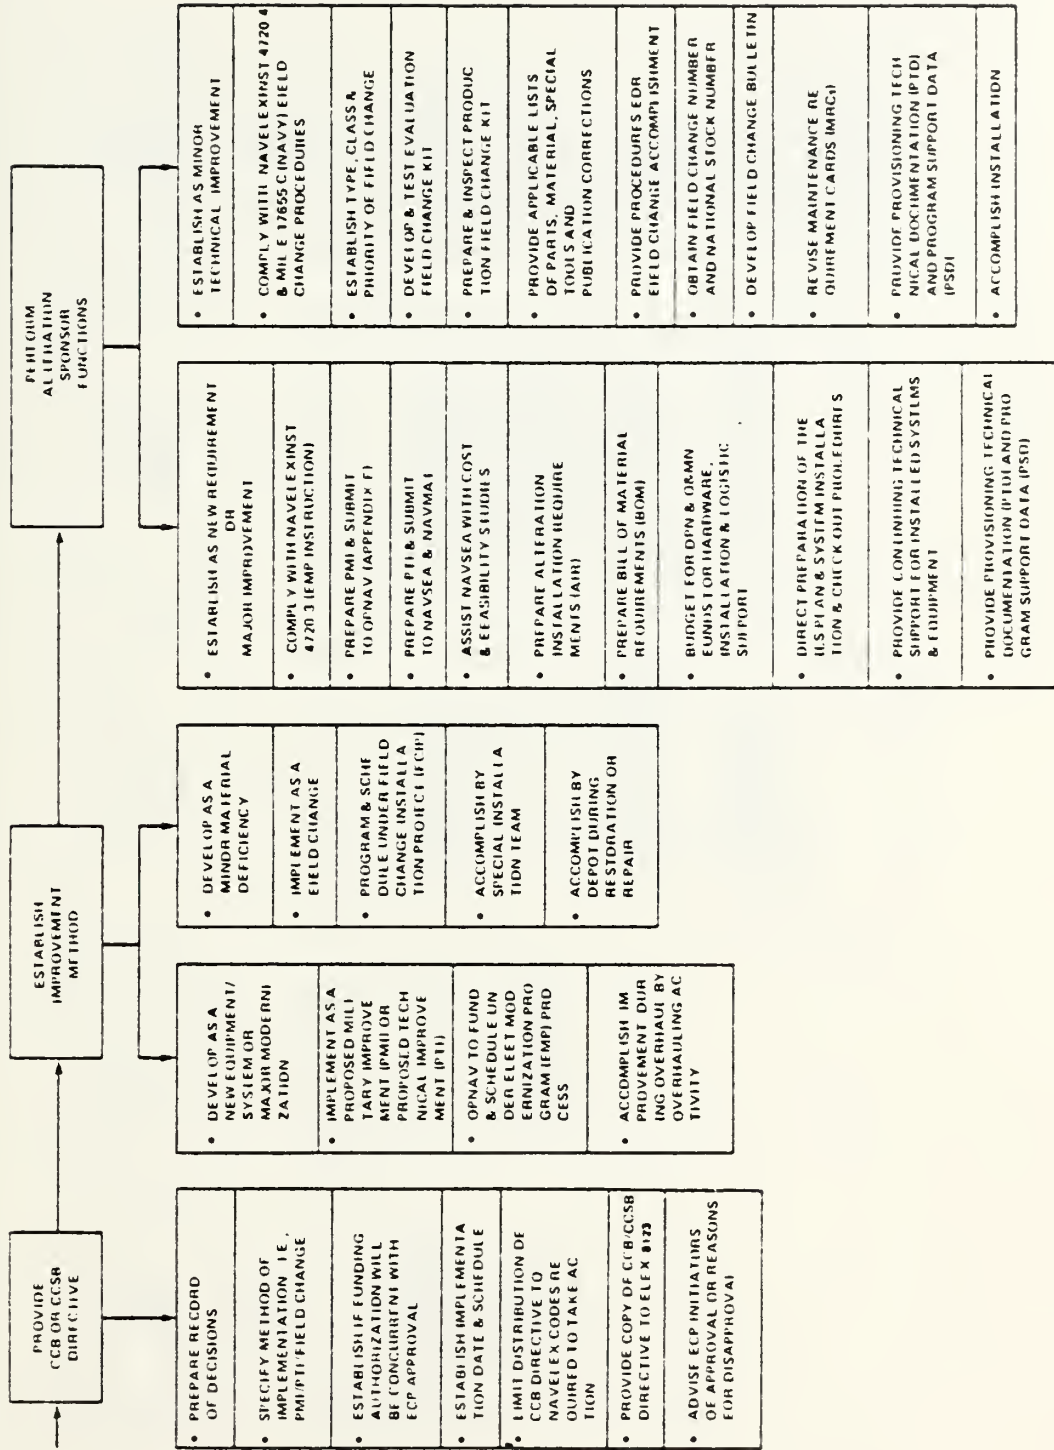 PROVIDE
CCB OR CCSB
DIRECTIVE
• PREPARE RECORD
OF DECISIONS
• SPECIFY METHOD OF
IMPLEMENTATION I.E.,
PMI/PTI/FIELD CHANGE
• ESTABLISH IF FUNDING
AUTHORIZATION WILL
BE CONCURRENT WITH
ECP APPROVAL
• ESTABLISH IMPLEMENTA
TION DATE & SCHEDULE
• LIMIT DISTRIBUTION OF
CCB DIRECTIVE TO
NAVELEX CODES RE
QUIRED TO TAKE AC
TION
• PROVIDE COPY OF CCB/CCSB
DIRECTIVE TO ELEX 8123
• ADVISE ECP INITIATORS
OF APPROVAL OR REASONS
FOR DISAPPROVAL
ESTABLISH
IMPROVEMENT
METHOD
• DEVELOP AS A
NEW EQUIPMENT/
SYSTEM OR
MAJOR MODERNI
ZATION
• IMPLEMENT AS A
PROPOSED MILI
TARY IMPROVE
MENT (PMI) OR
PROPOSED TECH
NICAL IMPROVE
MENT (PTI)
• OPNAV TO FUND
& SCHEDULE UN
DER FLEET MOD
ERNIZATION PRO
GRAM (FMP) PRO
CESS
• ACCOMPLISH IM
PROVEMENT DUR
ING OVERHAUL BY
OVERHAULING AC
TIVITY
• DEVELOP AS A
MINOR MATERIAL
DEFICIENCY
• IMPLEMENT AS A
FIELD CHANGE
• PROGRAM & SCHE
DULE UNDER FIELD
CHANGE INSTALLA
TION PROJECT (FCIP)
• ACCOMPLISH BY
SPECIAL INSTALLA
TION TEAM
• ACCOMPLISH BY
DEPOT DURING
RESTORATION OR
REPAIR
PERFORM
ALTERATION
SPONSOR
FUNCTIONS
• ESTABLISH AS NEW REQUIREMENT
OR
MAJOR IMPROVEMENT
• COMPLY WITH NAVELEXINST
4720 3 (FMP INSTRUCTION)
• PREPARE PMI & SUBMIT
TO OPNAV (APPENDIX F)
• PREPARE PTI & SUBMIT
TO NAVSEA & NAVMAT
• ASSIST NAVSEA WITH COST
& FEASIBILITY STUDIES
• PREPARE ALTERATION
INSTALLATION REQUIRE
MENTS (AIR)
• PREPARE BILL OF MATERIAL
REQUIREMENTS (BOM)
• BUDGET FOR OPN & O&MN
FUNDS FOR HARDWARE,
INSTALLATION & LOGISTIC
SUPPORT
• DIRECT PREPARATION OF THE
ILS PLAN & SYSTEM INSTALLA
TION & CHECK OUT PROCEDURES
• PROVIDE CONTINUING TECHNICAL
SUPPORT FOR INSTALLED SYSTEMS
& EQUIPMENT
• PROVIDE PROVISIONING TECHNICAL
DOCUMENTATION (PTD) AND PRO
GRAM SUPPORT DATA (PSD)
• ESTABLISH AS MINOR
TECHNICAL IMPROVEMENT
• COMPLY WITH NAVELEXINST 4720 4
& MIL E 17655 C (NAVY) FIELD
CHANGE PROCEDURES
• ESTABLISH TYPE, CLASS &
PRIORITY OF FIELD CHANGE
• DEVELOP & TEST EVALUATION
FIELD CHANGE KIT
• PREPARE & INSPECT PRODUC
TION FIELD CHANGE KIT
• PROVIDE APPLICABLE LISTS
OF PARTS, MATERIAL, SPECIAL
TOOLS AND
PUBLICATION CORRECTIONS
• PROVIDE PROCEDURES FOR
FIELD CHANGE ACCOMPLISHMENT
• OBTAIN FIELD CHANGE NUMBER
AND NATIONAL STOCK NUMBER
• DEVELOP FIELD CHANGE BULLETIN
• REVISE MAINTENANCE RE
QUIREMENT CARDS (MRCs)
• PROVIDE PROVISIONING TECH
NICAL DOCUMENTATION (PTD)
AND PROGRAM SUPPORT DATA
(PSD)
• ACCOMPLISH INSTALLATION